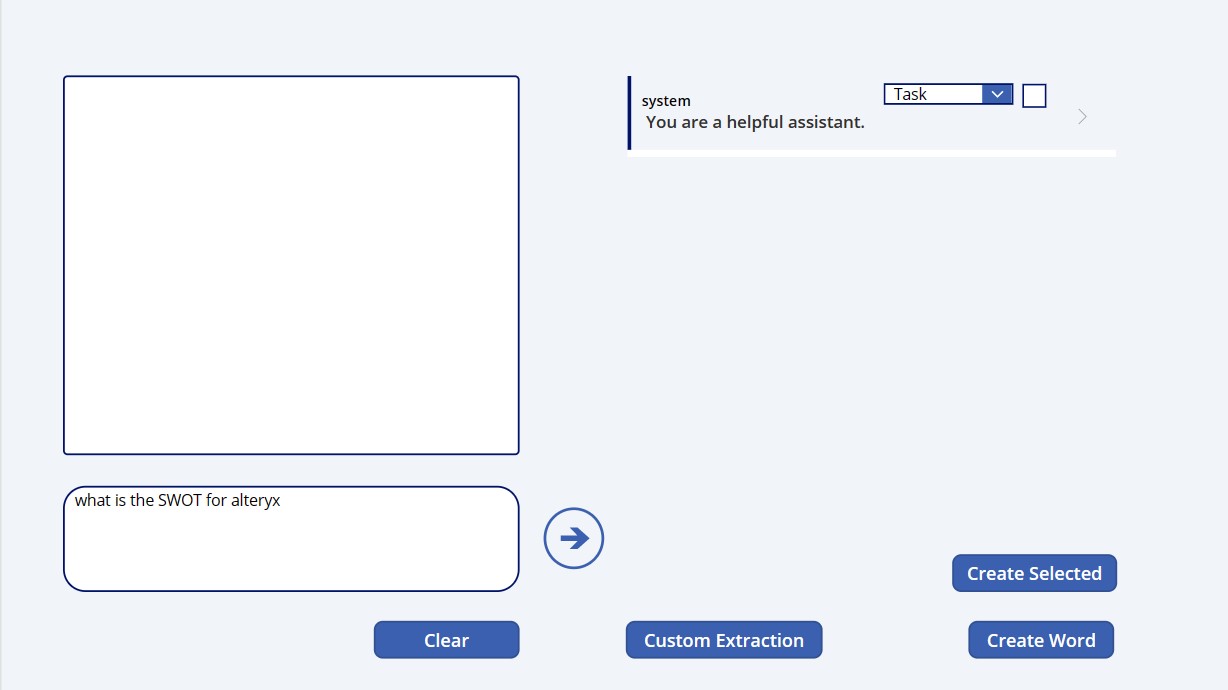 system
Task
You are a helpful assistant.
what is the SWOT for alteryx
Create Selected
Clear
Custom Extraction
Create Word